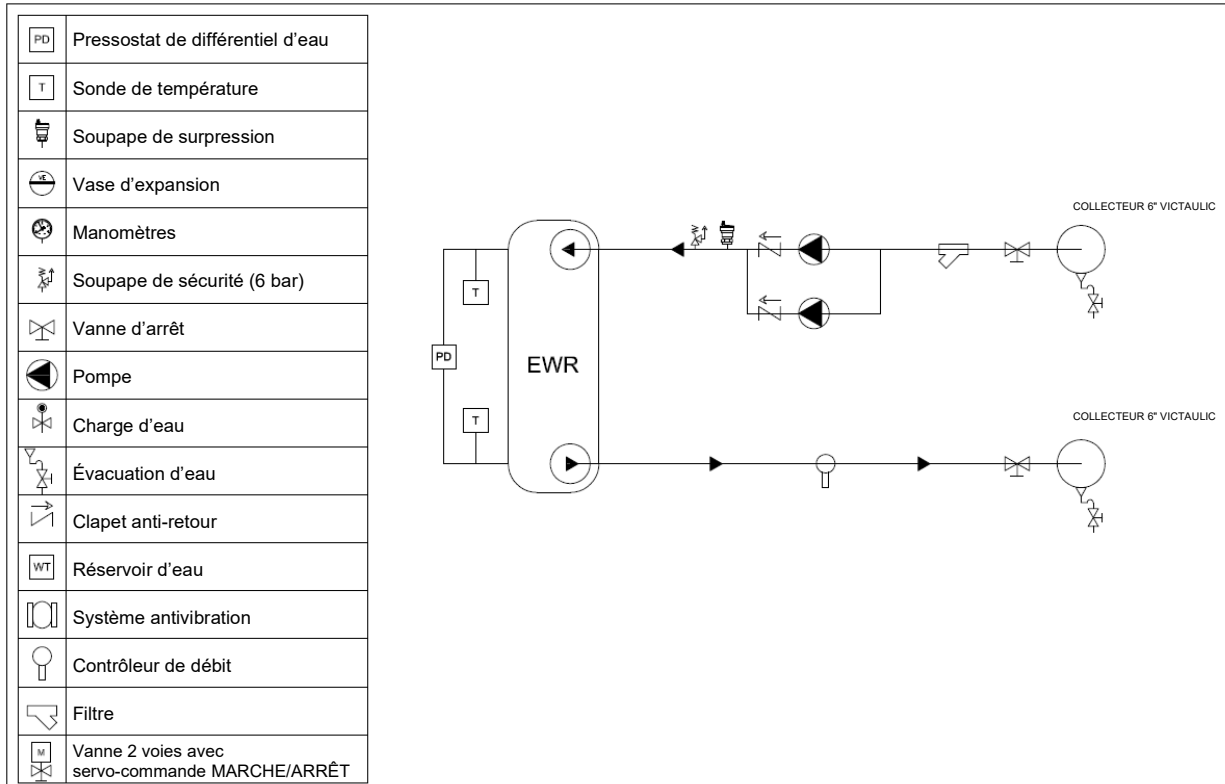 PD Pressostat de différentiel d'eau
T Sonde de température
Soupape de surpression
VE Vase d'expansion
Manomètres
Soupape de sécurité (6 bar)
Vanne d'arrêt
Pompe
Charge d'eau
Évacuation d'eau
Clapet anti-retour
WT Réservoir d'eau
Système antivibration
Contrôleur de débit
Filtre
M Vanne 2 voies avec
servo-commande MARCHE/ARRÊT
COLLECTEUR 6" VICTAULIC
T
PD
EWR
T
COLLECTEUR 6" VICTAULIC